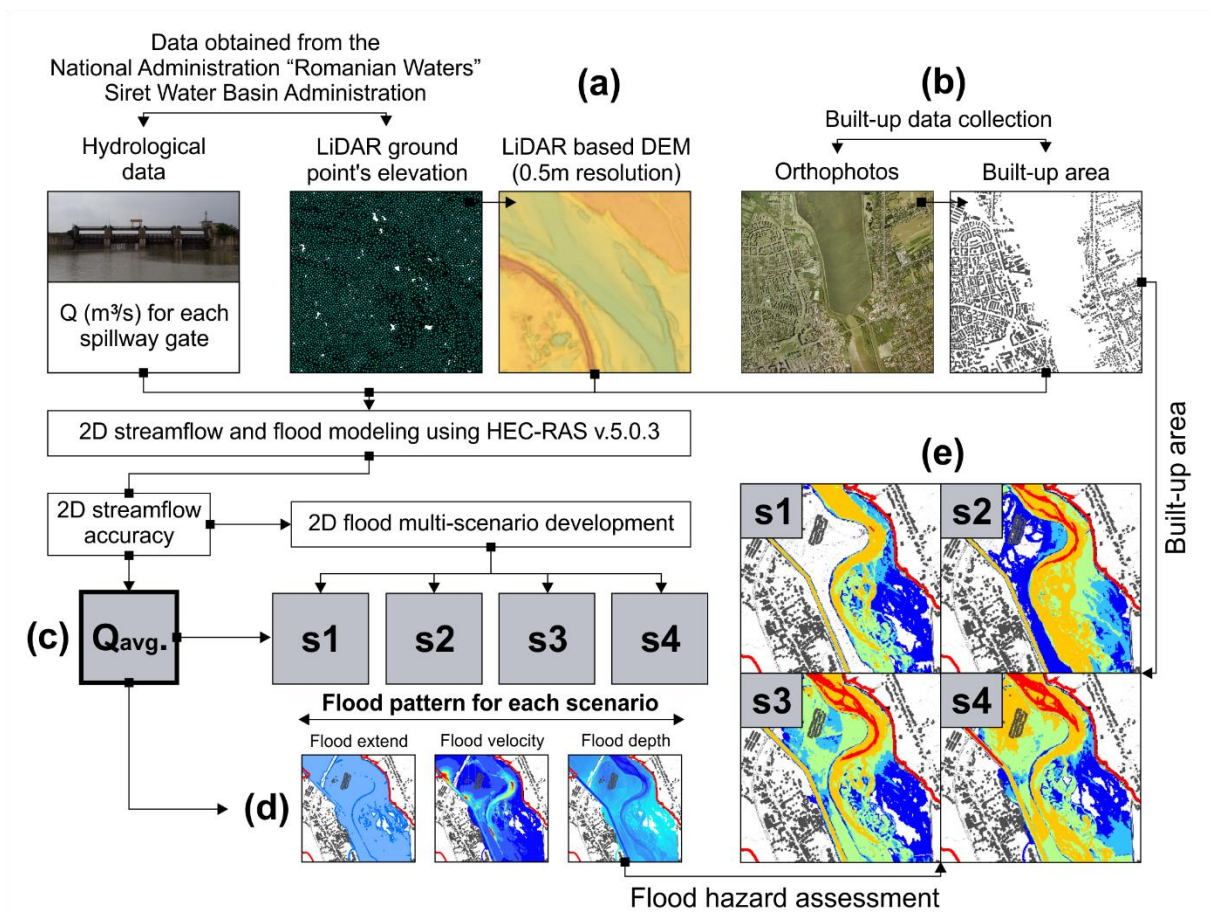 Data obtained from the
National Administration “Romanian Waters”
Siret Water Basin Administration
(a)
(b)
Built-up data collection
Hydrological
data
LiDAR ground
point's elevation
LiDAR based DEM
(0.5m resolution)
Orthophotos
Built-up area
Q (m³/s) for each
spillway gate
2D streamflow and flood modeling using HEC-RAS v.5.0.3
Built-up area
(e)
2D streamflow
accuracy
2D flood multi-scenario development
(c)
Qavg.
s1
s2
s3
s4
Flood pattern for each scenario
Flood extend
Flood velocity
Flood depth
(d)
s1
s2
s3
s4
Flood hazard assessment